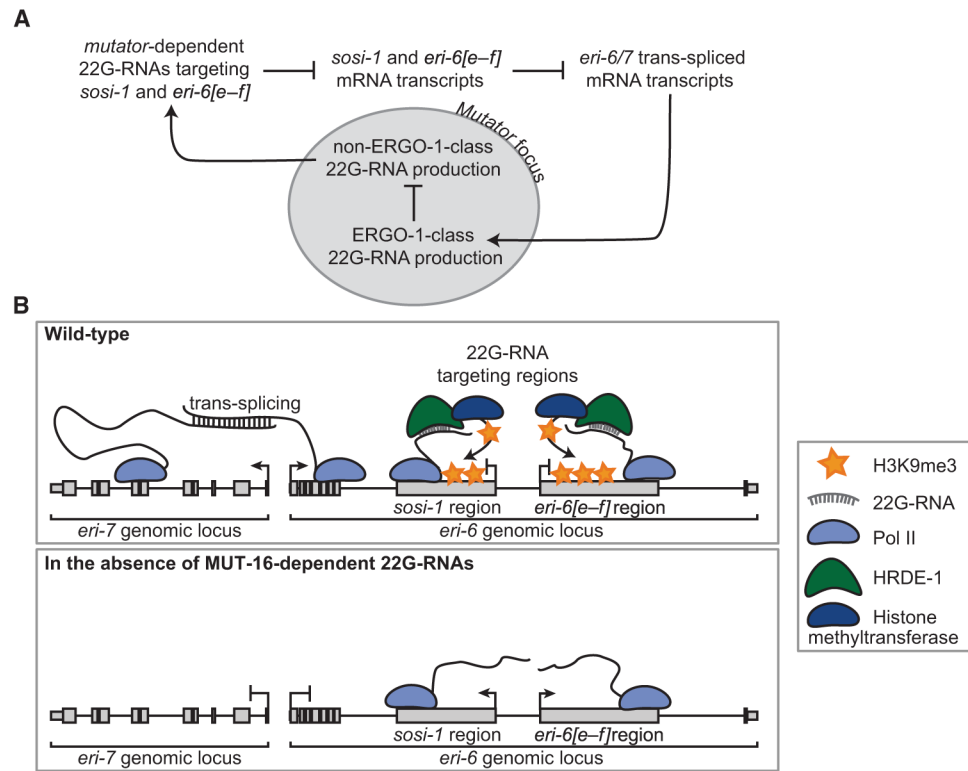 A
mutator-dependent
22G-RNAs targeting
sosi-1 and eri-6[e–f]
sosi-1 and eri-6[e–f]
mRNA transcripts
eri-6/7 trans-spliced
mRNA transcripts
Mutator focus
non-ERGO-1-class
22G-RNA production
ERGO-1-class
22G-RNA production
B
Wild-type
22G-RNA
targeting regions
trans-splicing
sosi-1 region
eri-6[e–f] region
eri-7 genomic locus
eri-6 genomic locus
In the absence of MUT-16-dependent 22G-RNAs
sosi-1 region
eri-6[e–f] region
eri-7 genomic locus
eri-6 genomic locus
H3K9me3
22G-RNA
Pol II
HRDE-1
Histone
methyltransferase